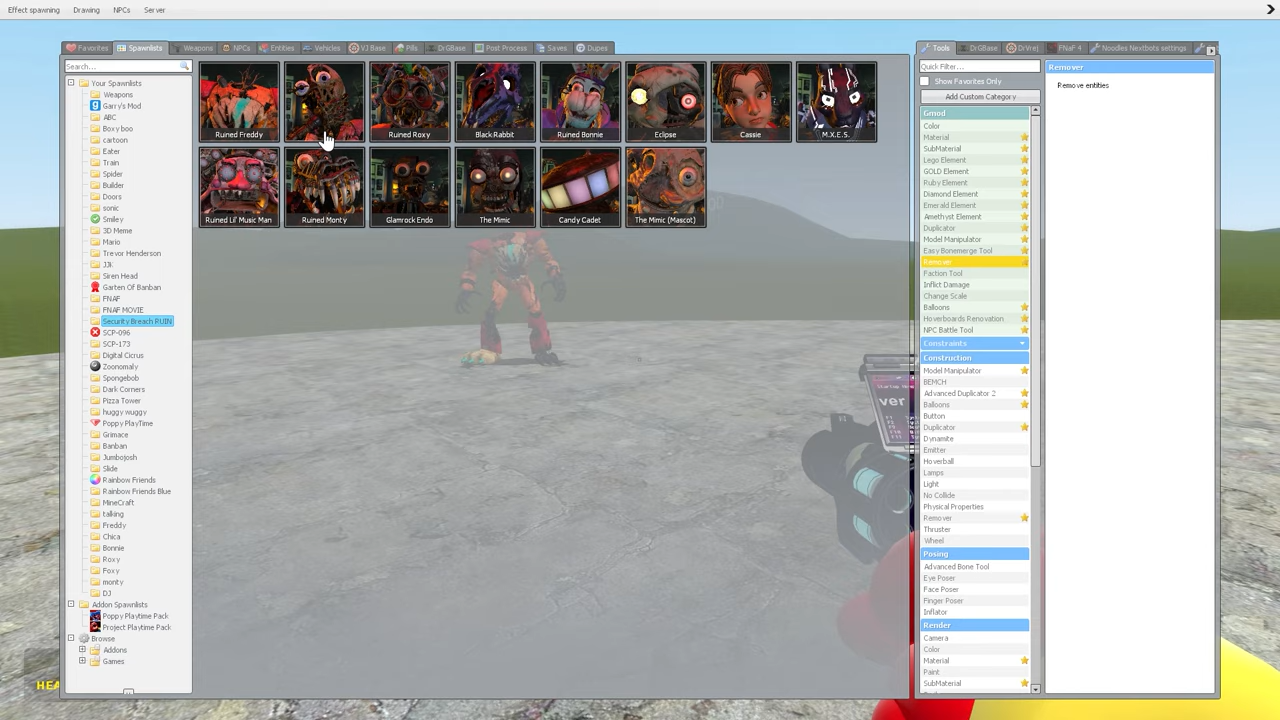 Effect spawning Drawing NPCs Server
Favorites Spawnlists Weapons NPCs Entities Vehicles VJ Base Pills DrGBase Post Process Saves Dupes
Search...
Your Spawnlists
Weapons
Garry's Mod
ABC
Boxy boo
cartoon
Eater
Train
Spider
Builder
Doors
sonic
Smiley
3D Meme
Mario
Trevor Henderson
JJK
Siren Head
Garten Of Banban
FNAF
FNAF MOVIE
Security Breach RUIN
SCP-096
SCP-173
Digital Cicrus
Zoonomaly
Spongebob
Dark Corners
Pizza Tower
huggy wuggy
Poppy PlayTime
Grimace
Banban
Jumbojosh
Slide
Rainbow Friends
Rainbow Friends Blue
MineCraft
talking
Freddy
Chica
Bonnie
Roxy
Foxy
monty
DJ
Addon Spawnlists
Poppy Playtime Pack
Project Playtime Pack
Browse
Addons
Games
Ruined Freddy Ruined Roxy Black Rabbit Ruined Bonnie Eclipse Cassie M.X.E.S.
Ruined Lil' Music Man Ruined Monty Glamrock Endo The Mimic Candy Cadet The Mimic (Mascot)
HEA
ver
Tools DrGBase DrVrej FNaF 4 Noodles Nextbots settings
Quick Filter...
Show Favorites Only
Add Custom Category
Gmod
Color
Material
SubMaterial
Lego Element
GOLD Element
Ruby Element
Diamond Element
Emerald Element
Amethyst Element
Duplicator
Model Manipulator
Easy Bonemerge Tool
Remover
Faction Tool
Inflict Damage
Change Scale
Balloons
Hoverboards Renovation
NPC Battle Tool
Constraints
Construction
Model Manipulator
BEMCH
Advanced Duplicator 2
Balloons
Button
Duplicator
Dynamite
Emitter
Hoverball
Lamps
Light
No Collide
Physical Properties
Remover
Thruster
Wheel
Posing
Advanced Bone Tool
Eye Poser
Face Poser
Finger Poser
Inflator
Render
Camera
Color
Material
Paint
SubMaterial
Remover
Remove entities